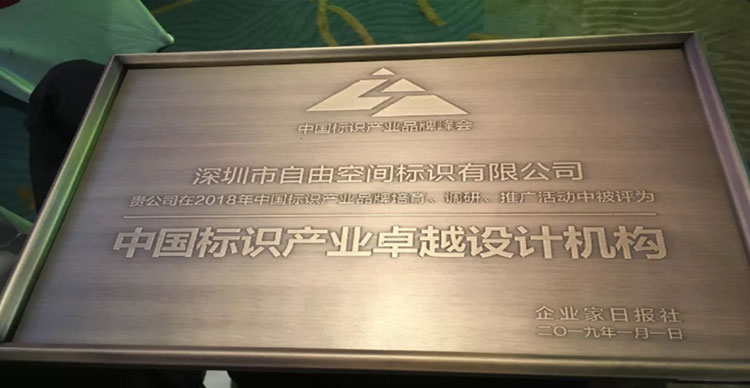 中国标识产业品牌峰会
深圳市自由空间标识有限公司
贵公司在2018年中国标识产业品牌培育、调研、推广活动中被评为
中国标识产业卓越设计机构
企业家日报社
二〇一九年一月一日